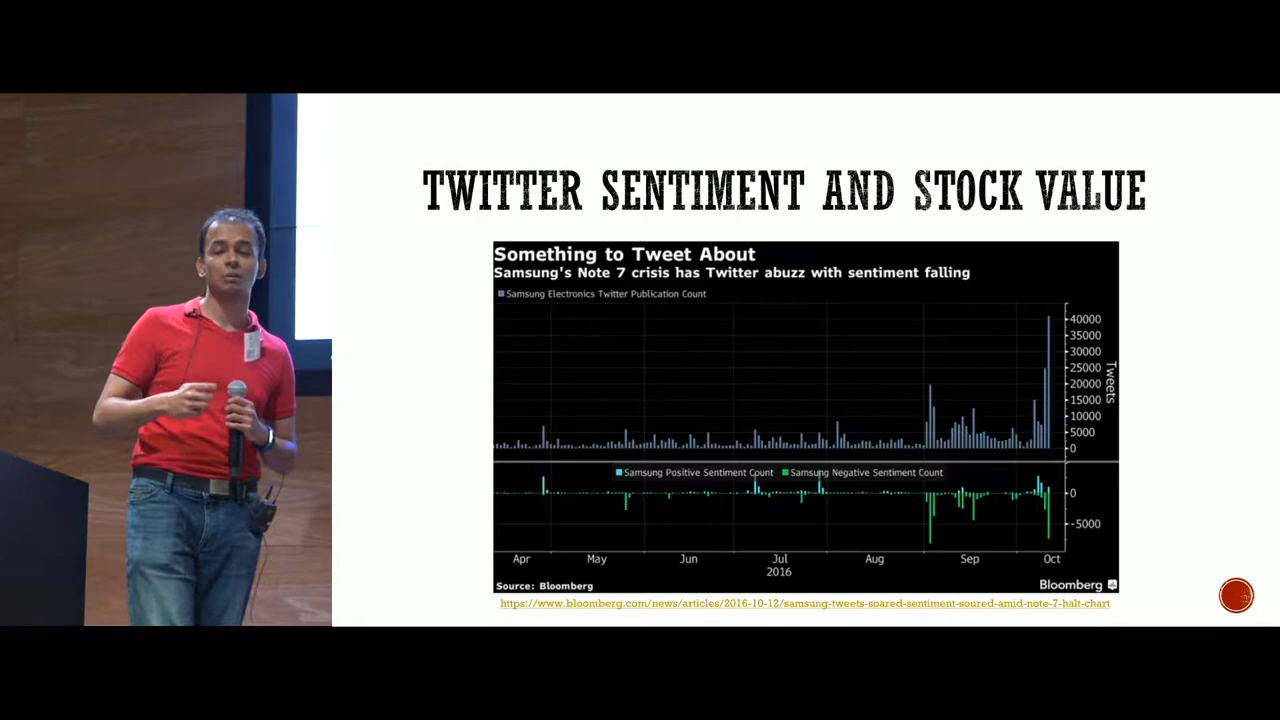 TWITTER SENTIMENT AND STOCK VALUE
Something to Tweet About
Samsung's Note 7 crisis has Twitter abuzz with sentiment falling
Samsung Electronics Twitter Publication Count
40000
35000
30000
25000
20000
15000
10000
5000
0
Tweets
Samsung Positive Sentiment Count Samsung Negative Sentiment Count
0
-5000
Apr May Jun Jul Aug Sep Oct
2016
Source: Bloomberg Bloomberg
https://www.bloomberg.com/news/articles/2016-10-12/samsung-tweets-soared-sentiment-soured-amid-note-7-halt-chart